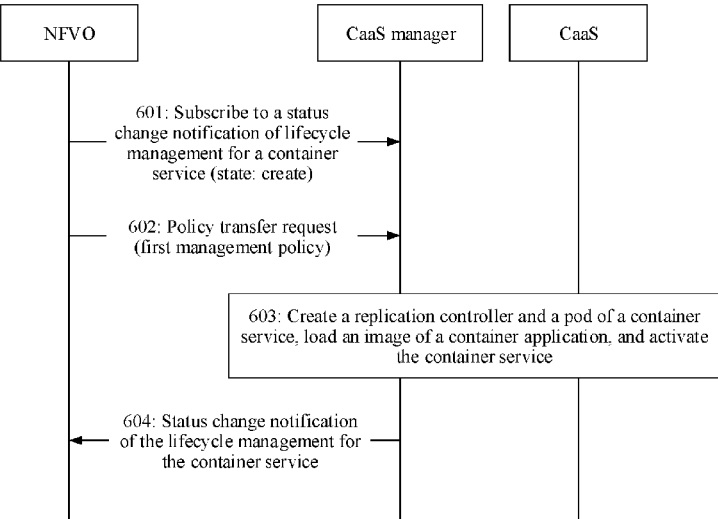 NFVO
CaaS manager
CaaS
601: Subscribe to a status
change notification of lifecycle
management for a container
service (state: create)
602: Policy transfer request
(first management policy)
603: Create a replication controller and a pod of a container
service, load an image of a container application, and activate
the container service
604: Status change notification
of the lifecycle management for
the container service